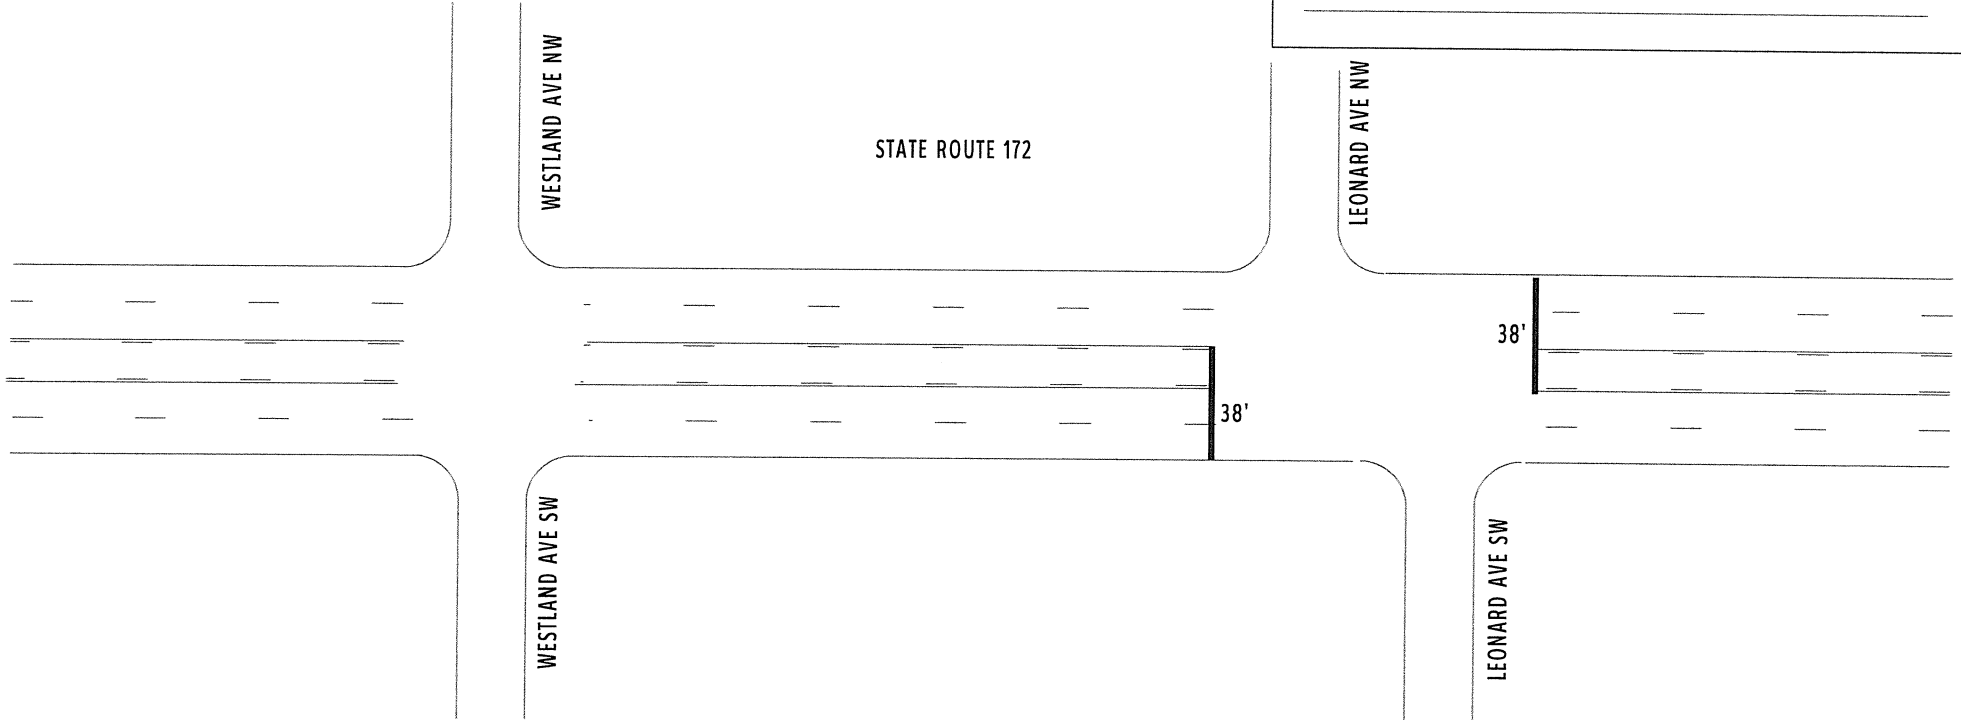 WESTLAND AVE NW
STATE ROUTE 172
LEONARD AVE NW
38'
38'
WESTLAND AVE SW
LEONARD AVE SW